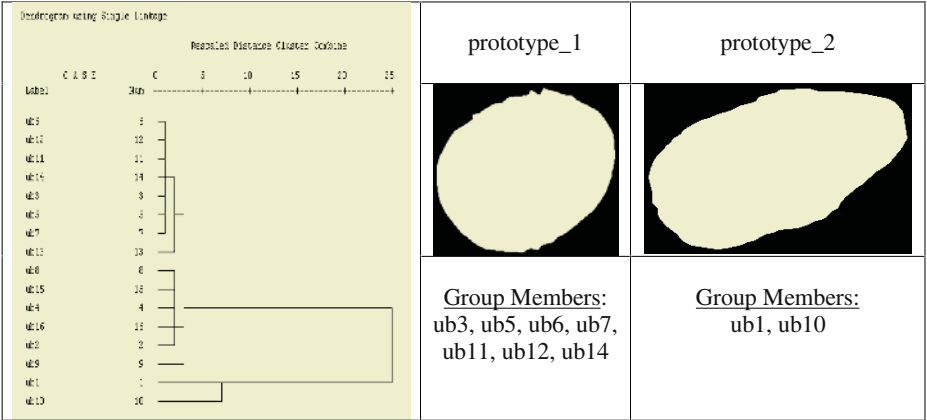 Dendrogram using Single Linkage
Rescaled Distance Cluster Combine
C A S E 0 5 10 15 20 25
Label Num
ub6 6
ub12 12
ub11 11
ub14 14
ub3 3
ub5 5
ub7 7
ub13 13
ub8 8
ub15 15
ub4 4
ub16 16
ub2 2
ub9 9
ub1 1
ub10 10
prototype_1
Group Members:
ub3, ub5, ub6, ub7,
ub11, ub12, ub14
prototype_2
Group Members:
ub1, ub10